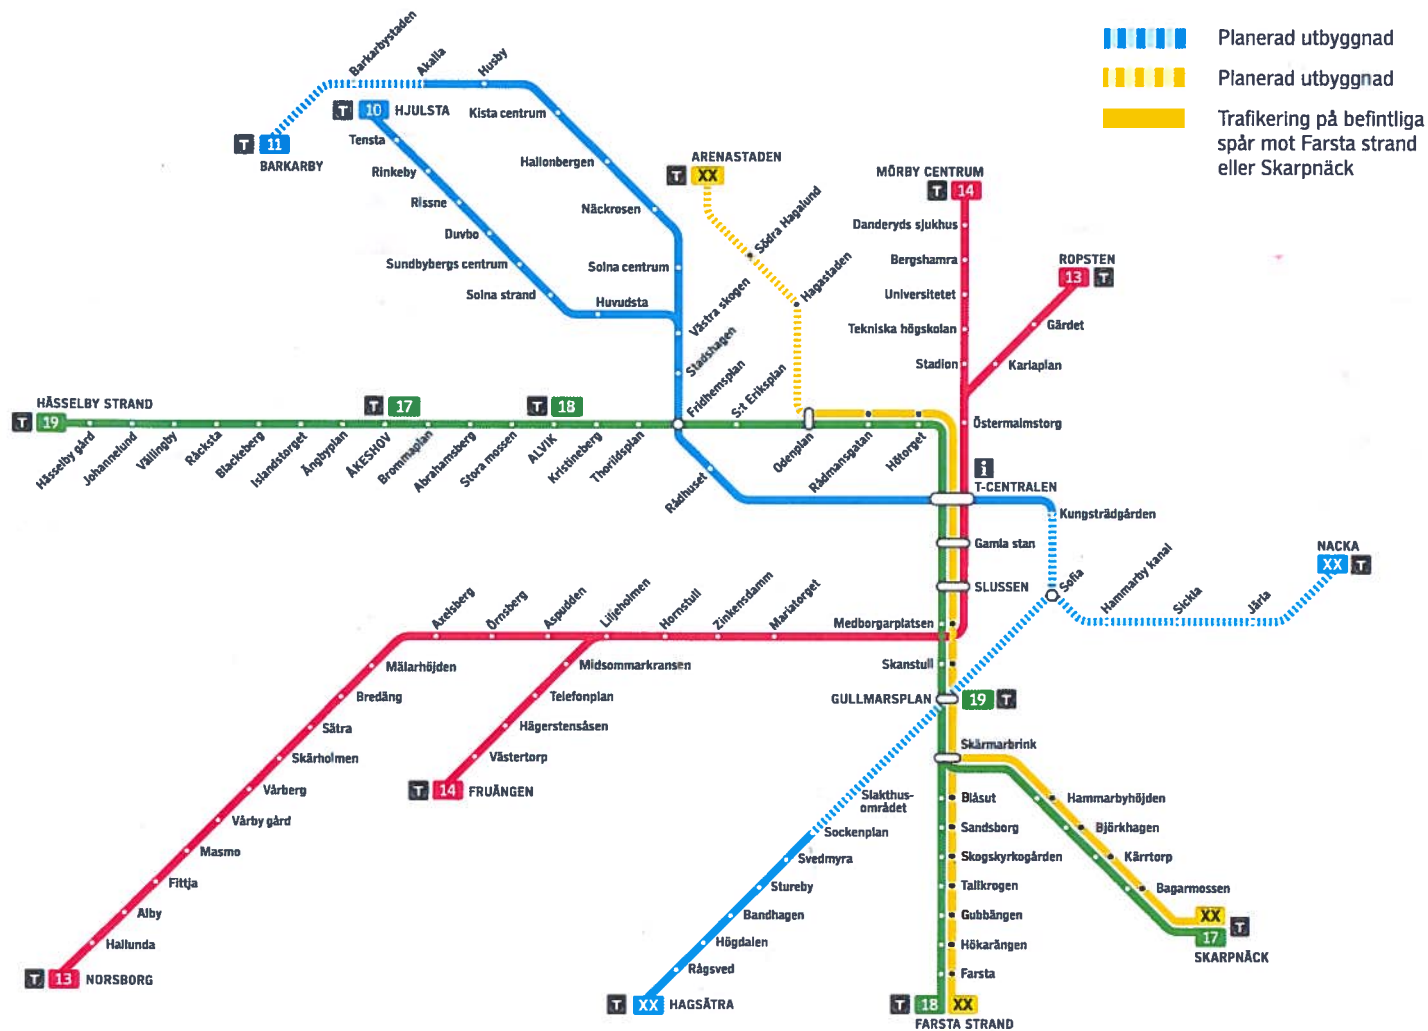 Planerad utbyggnad
Planerad utbyggnad
Trafikering på befintliga
spår mot Farsta strand
eller Skarpnäck
Barkarbystaden
Akalla
Husby
T 10 HJULSTA
Kista centrum
T 11
BARKARBY
Tensta
Rinkeby
Rissne
Duvbo
Sundbybergs centrum
Solna strand
Huvudsta
Hallonbergen
Näckrosen
Solna centrum
Västra skogen
Stadshagen
Fridhemsplan
ARENASTADEN
T XX
Södra Hagalund
Hagastaden
S:t Eriksplan
MÖRBY CENTRUM
T 14
Danderyds sjukhus
Bergshamra
Universitetet
Tekniska högskolan
Stadion
ROPSTEN
13 T
Gärdet
Karlaplan
Östermalmstorg
HÄSSELBY STRAND
T 19
T 17
T 18
Hässelby gård
Johannelund
Vällingby
Råcksta
Blackeberg
Islandstorget
Ängbyplan
ÅKESHOV
Brommaplan
Abrahamsberg
Stora mossen
ALVIK
Kristineberg
Thorildsplan
Rådhuset
Odenplan
Rådmansgatan
Hötorget
i
T-CENTRALEN
Kungsträdgården
Gamla stan
SLUSSEN
Sofia
Hammarby kanal
Sickla
Järla
NACKA
XX T
Axelsberg
Örnsberg
Aspudden
Liljeholmen
Hornstull
Zinkensdamm
Mariatorget
Medborgarplatsen
Skanstull
GULLMARSPLAN 19 T
Skärmarbrink
Mälarhöjden
Bredäng
Sätra
Skärholmen
Vårberg
Vårby gård
Masmo
Fittja
Alby
Hallunda
T 13 NORSBORG
Midsommarkransen
Telefonplan
Hägerstensåsen
Västertorp
T 14 FRUÄNGEN
Slakthus-
området
Sockenplan
Svedmyra
Stureby
Bandhagen
Högdalen
Rågsved
T XX HAGSÄTRA
Blåsut
Sandsborg
Skogskyrkogården
Tallkrogen
Gubbängen
Hökarängen
Farsta
T 18 XX
FARSTA STRAND
Hammarbyhöjden
Björkhagen
Kärrtorp
Bagarmossen
XX
17 T
SKARPNÄCK